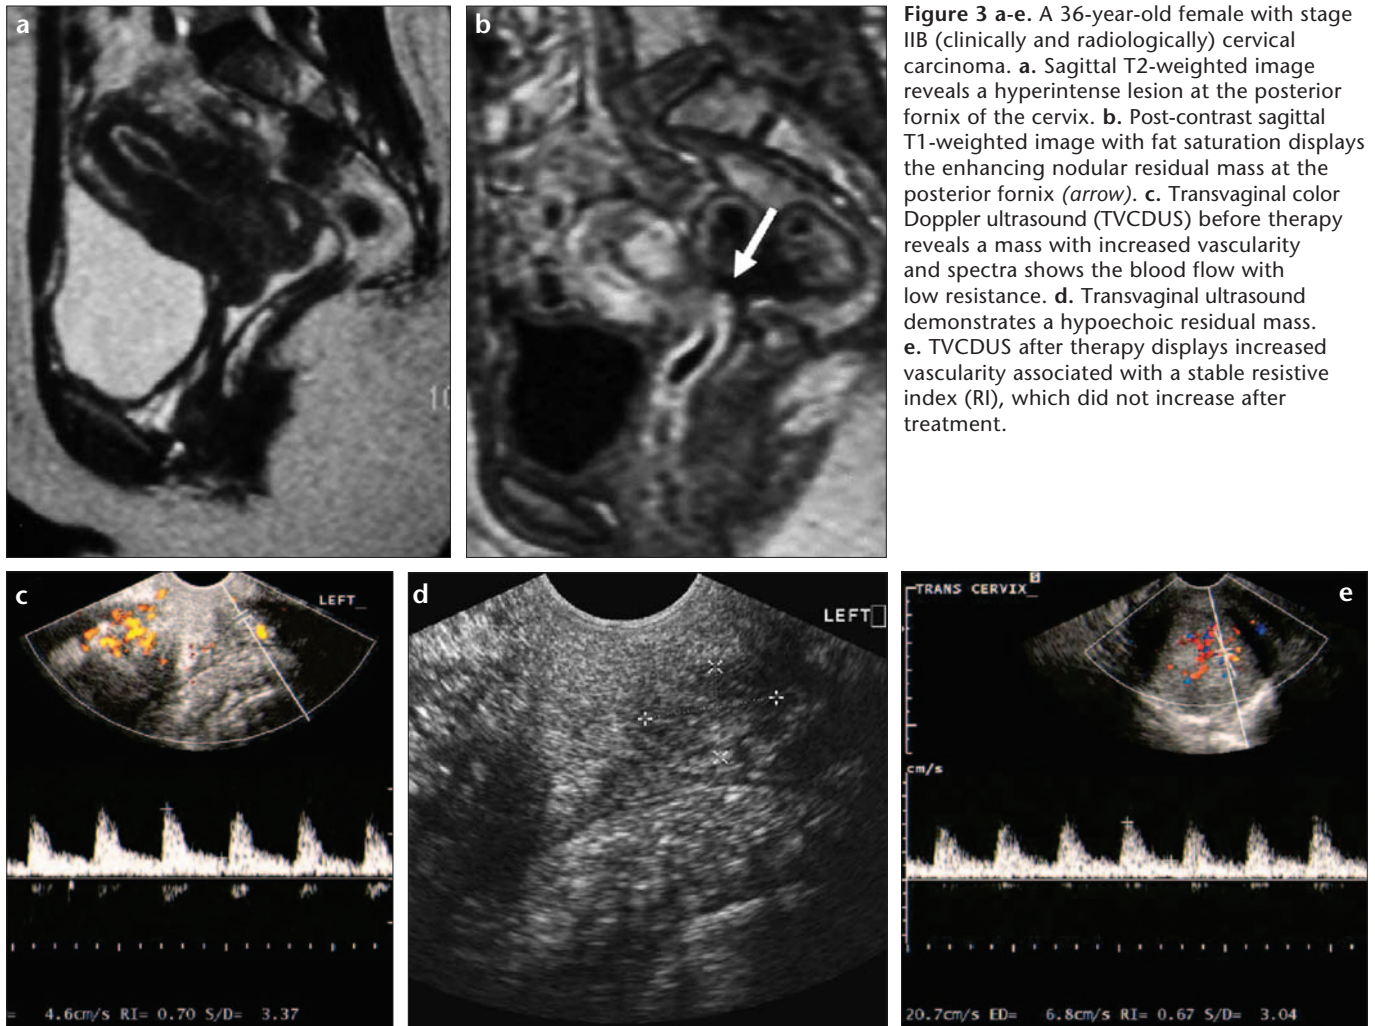 a
b
Figure 3 a-e. A 36-year-old female with stage
IIB (clinically and radiologically) cervical
carcinoma. a. Sagittal T2-weighted image
reveals a hyperintense lesion at the posterior
fornix of the cervix. b. Post-contrast sagittal
T1-weighted image with fat saturation displays
the enhancing nodular residual mass at the
posterior fornix (arrow). c. Transvaginal color
Doppler ultrasound (TVCDUS) before therapy
reveals a mass with increased vascularity
and spectra shows the blood flow with
low resistance. d. Transvaginal ultrasound
demonstrates a hypoechoic residual mass.
e. TVCDUS after therapy displays increased
vascularity associated with a stable resistive
index (RI), which did not increase after
treatment.
10
c
LEFT_
= 4.6cm/s RI= 0.70 S/D= 3.37
d
LEFT
e
TRANS CERVIX_
cm/s
20.7cm/s ED= 6.8cm/s RI= 0.67 S/D= 3.04